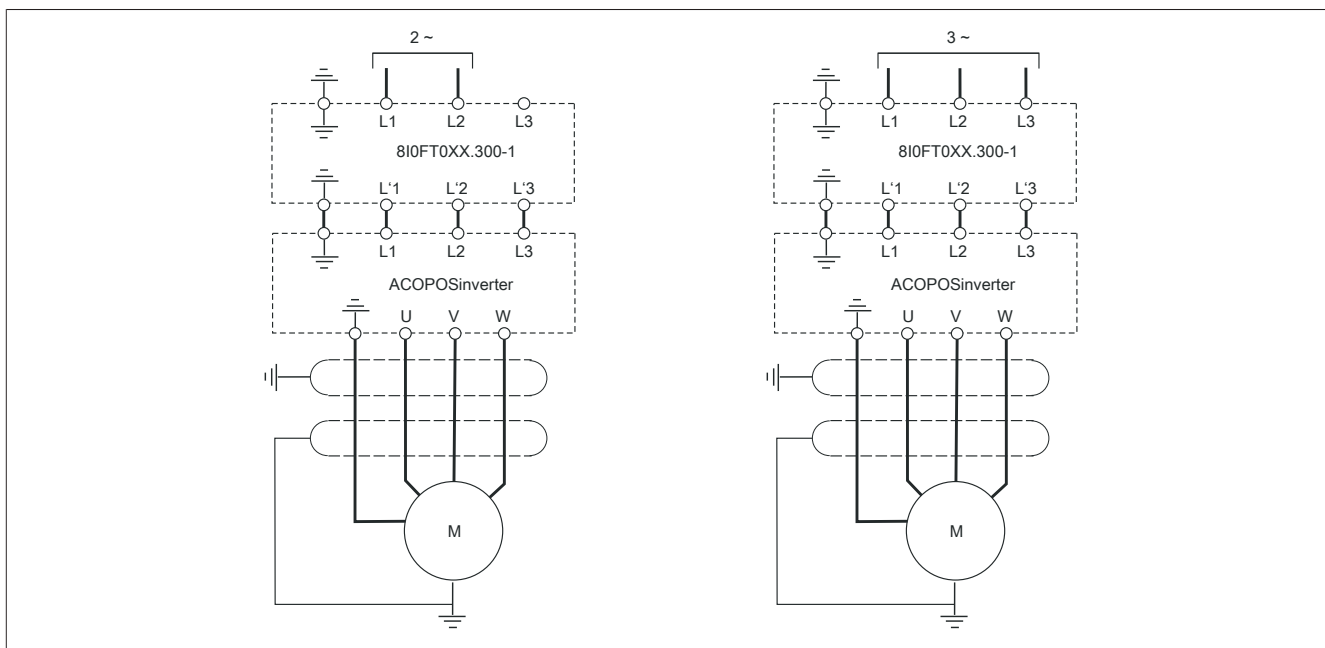 2 ~
L1 L2 L3
8I0FT0XX.300-1
L‘1 L‘2 L‘3
L1 L2 L3
ACOPOSinverter
U V W
M
3 ~
L1 L2 L3
8I0FT0XX.300-1
L‘1 L‘2 L‘3
L1 L2 L3
ACOPOSinverter
U V W
M